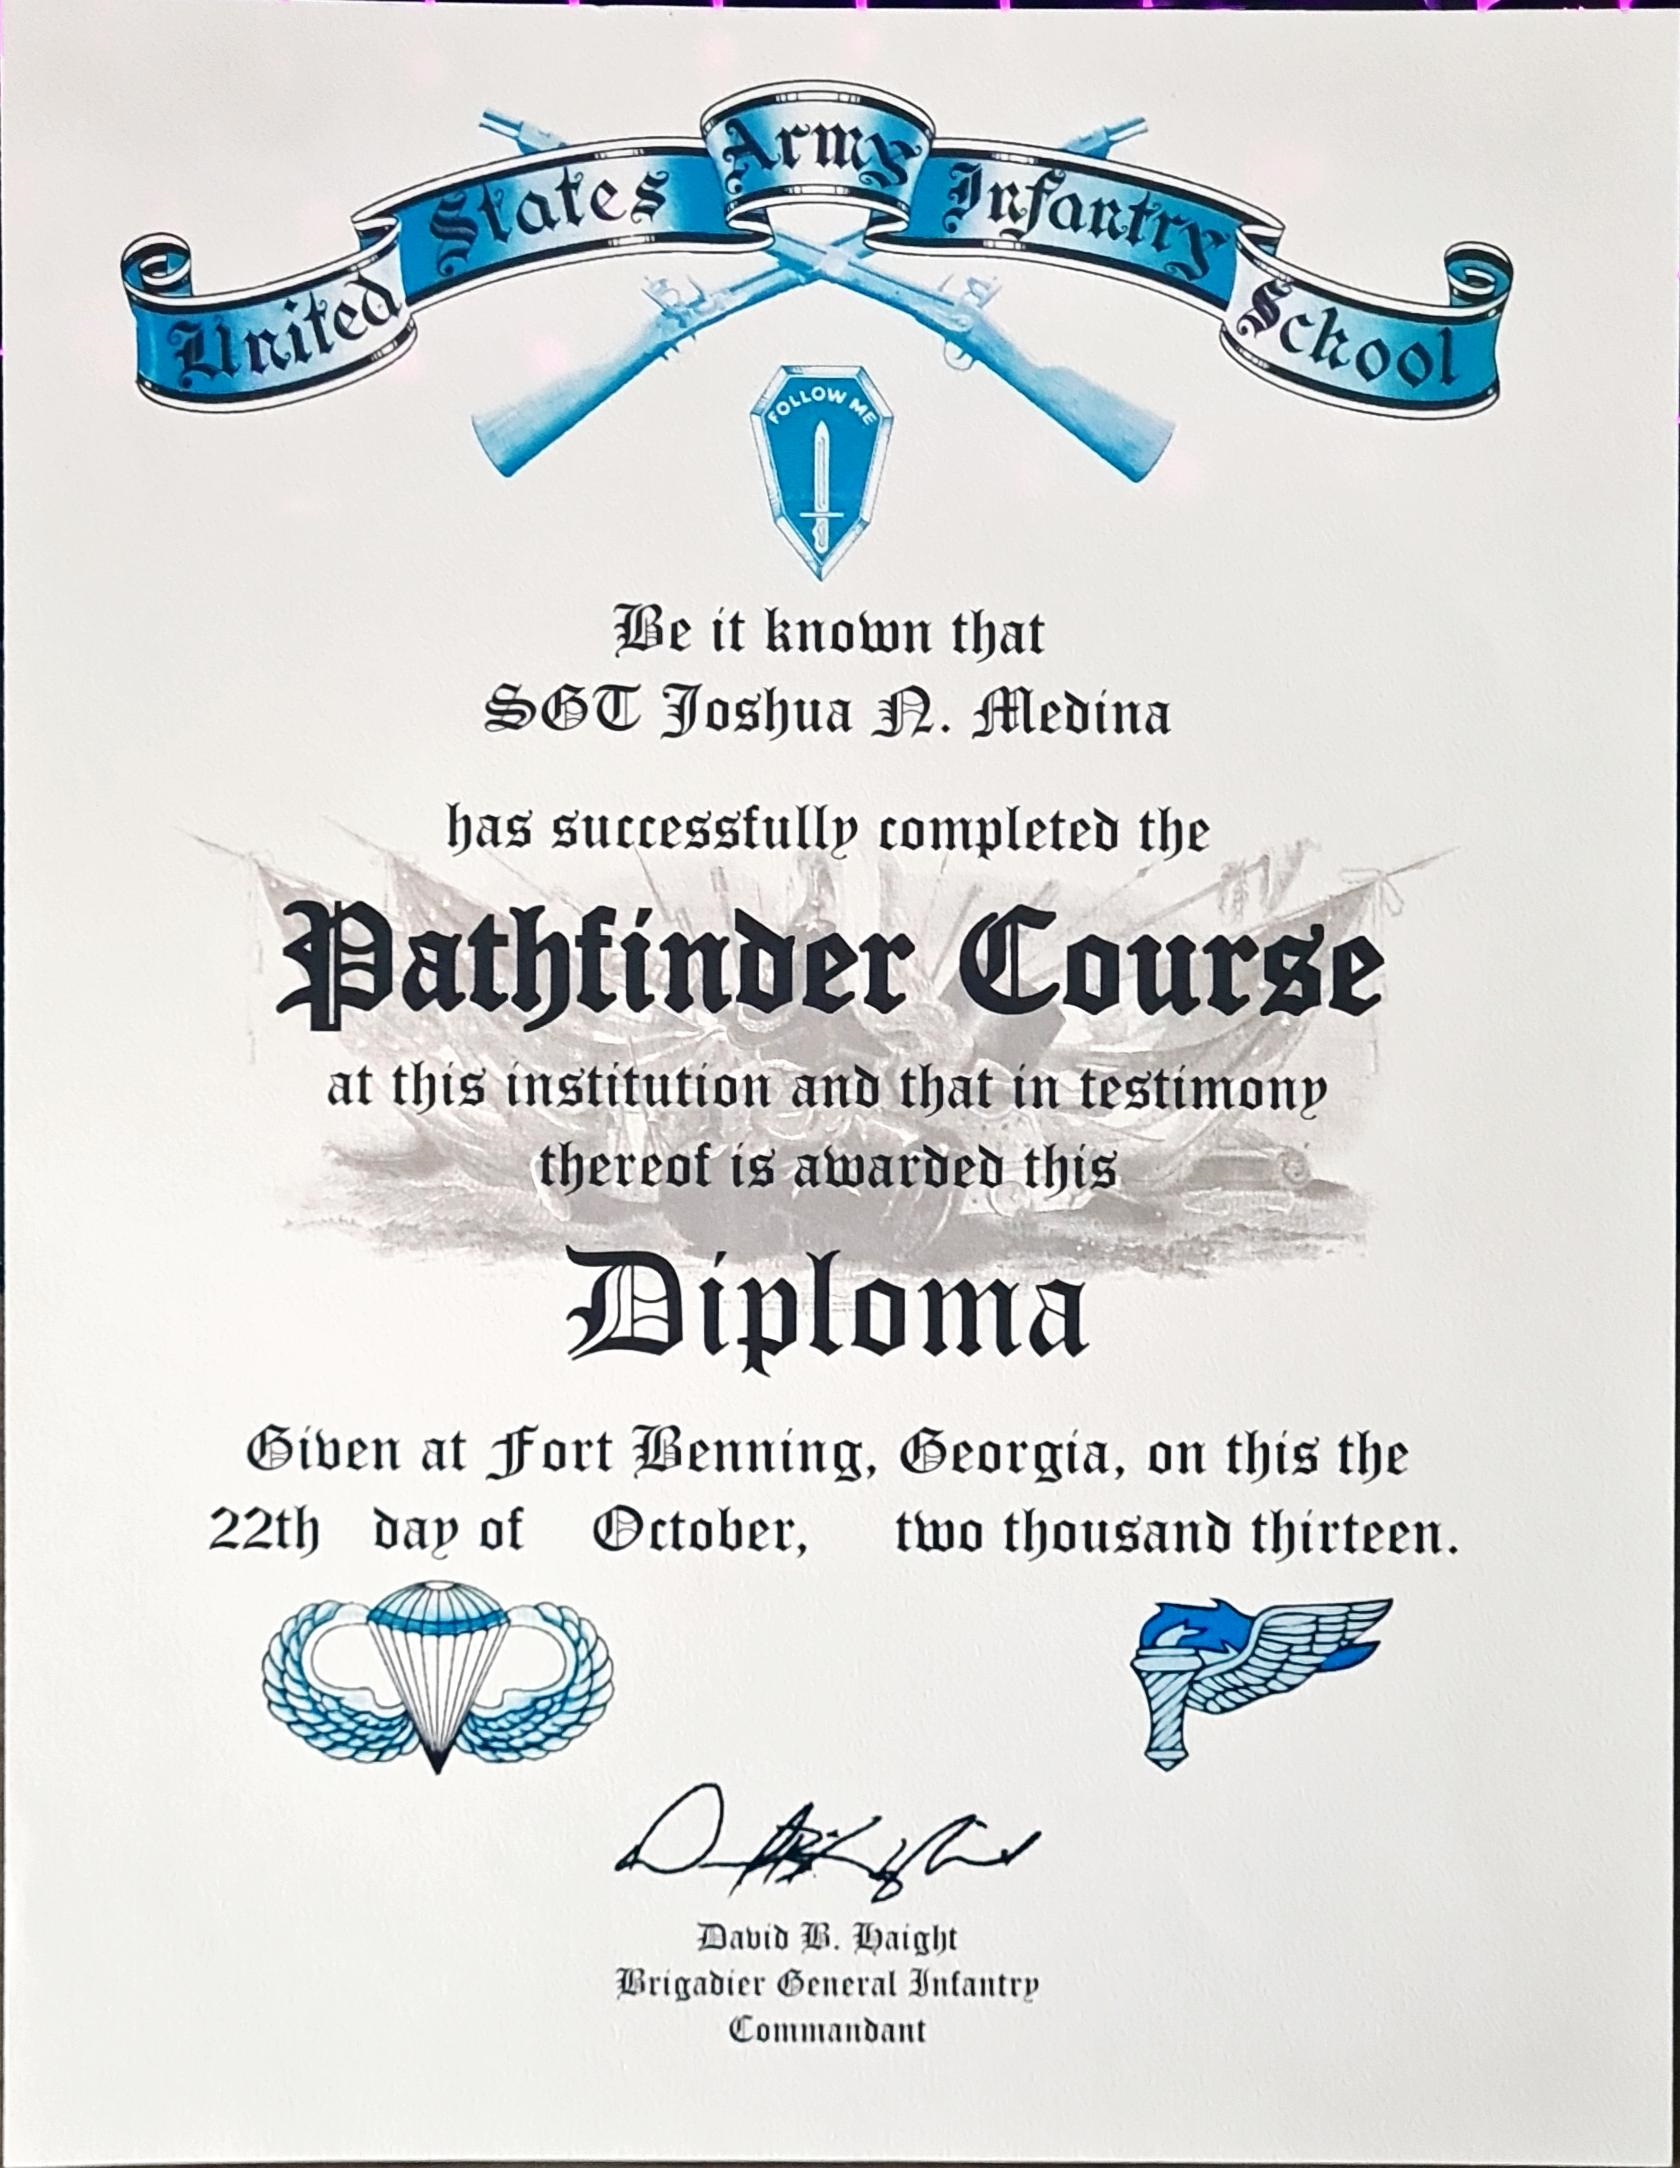 United States Army Infantry School
FOLLOW ME
Be it known that
SGT Joshua N. Medina
has successfully completed the
Pathfinder Course
at this institution and that in testimony
thereof is awarded this
Diploma
Given at Fort Benning, Georgia, on this the
22th day of October, two thousand thirteen.
David B. Haight
Brigadier General Infantry
Commandant